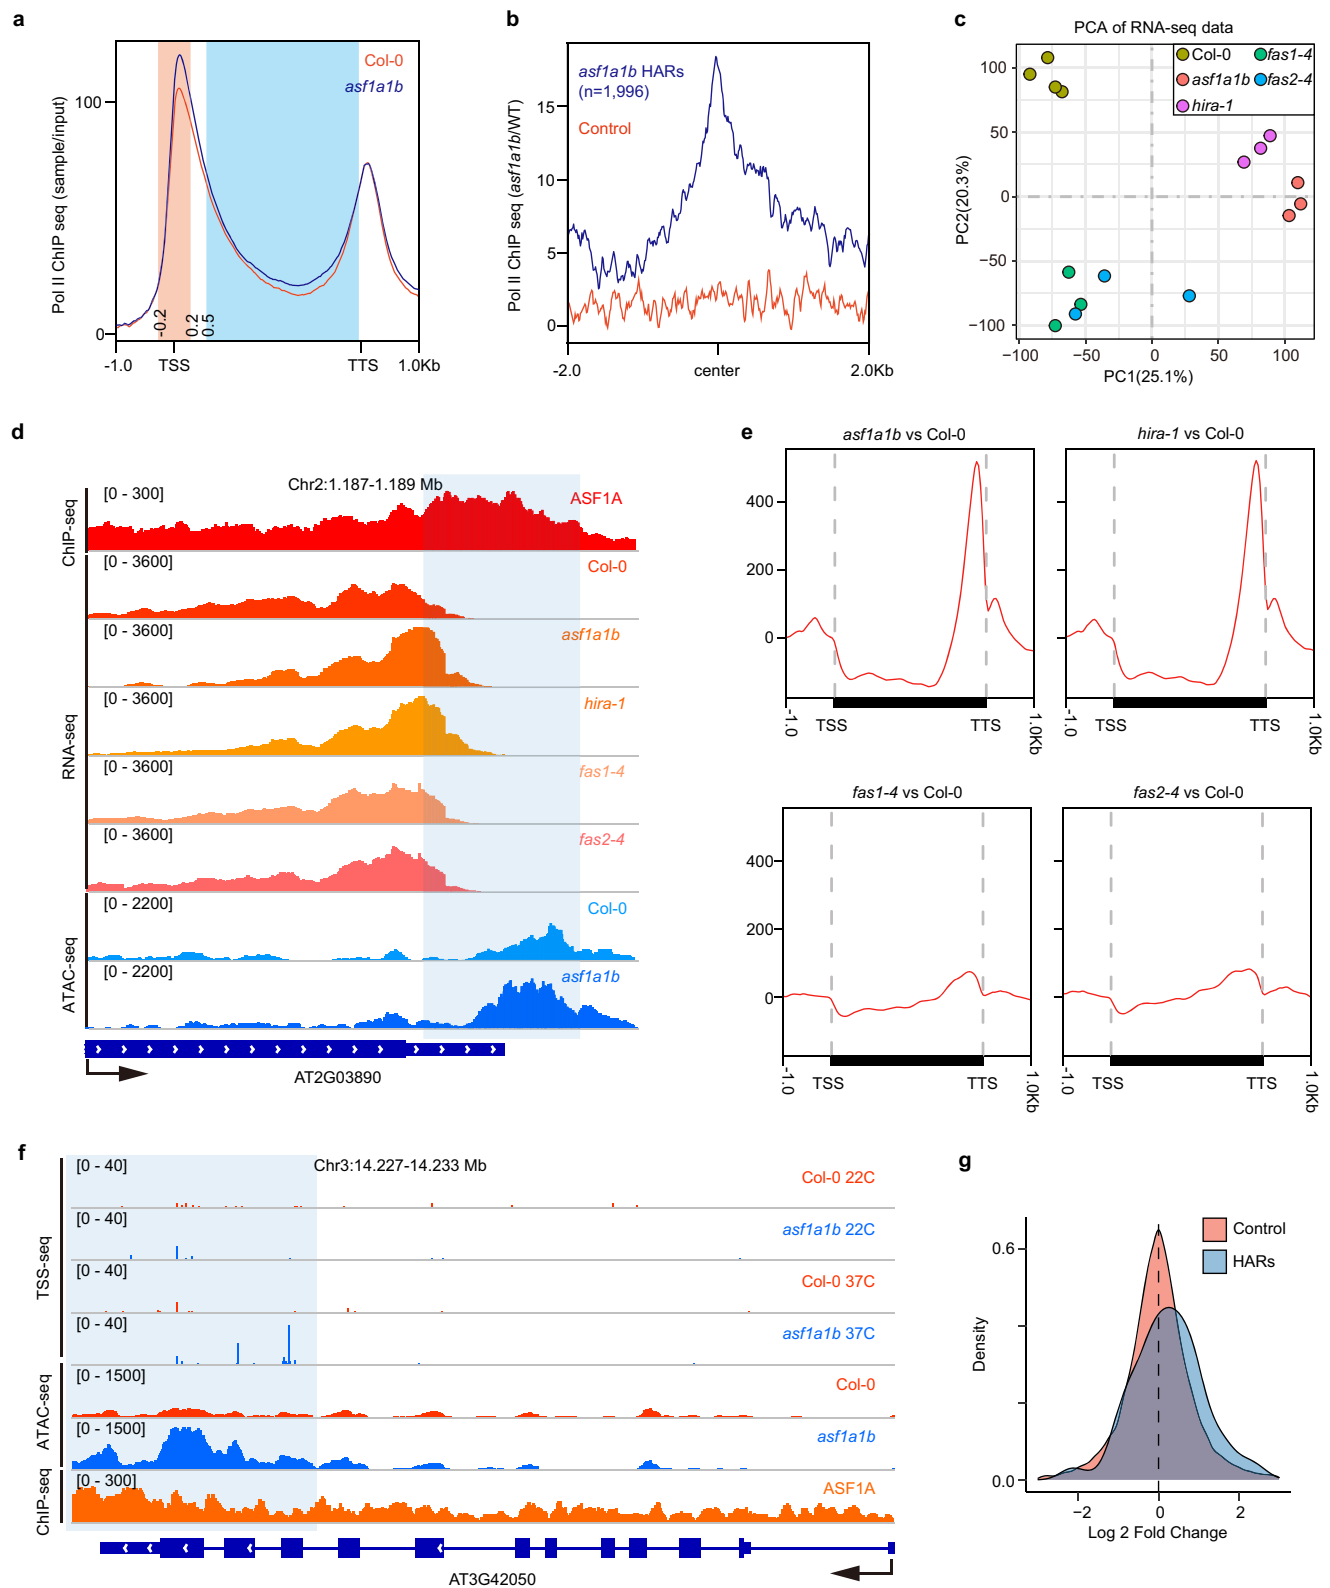 a
Col-0
asf1a1b
Pol II ChIP seq (sample/input)
100
0
-0.2
0.2
0.5
-1.0
TSS
TTS
1.0Kb
b
asf1a1b HARs
(n=1,996)
Control
Pol II ChIP seq (asf1a1b/WT)
15
10
5
0
-2.0
center
2.0Kb
c
PCA of RNA-seq data
Col-0
fas1-4
asf1a1b
fas2-4
hira-1
PC2(20.3%)
100
50
0
−50
−100
−100
−50
0
50
100
PC1(25.1%)
d
Chr2:1.187-1.189 Mb
ChIP-seq
[0 - 300]
ASF1A
RNA-seq
[0 - 3600]
Col-0
[0 - 3600]
asf1a1b
[0 - 3600]
hira-1
[0 - 3600]
fas1-4
[0 - 3600]
fas2-4
ATAC-seq
[0 - 2200]
Col-0
[0 - 2200]
asf1a1b
AT2G03890
e
asf1a1b vs Col-0
400
200
0
-1.0
TSS
TTS
1.0Kb
hira-1 vs Col-0
-1.0
TSS
TTS
1.0Kb
fas1-4 vs Col-0
400
200
0
-1.0
TSS
TTS
1.0Kb
fas2-4 vs Col-0
-1.0
TSS
TTS
1.0Kb
f
Chr3:14.227-14.233 Mb
TSS-seq
[0 - 40]
Col-0 22C
[0 - 40]
asf1a1b 22C
[0 - 40]
Col-0 37C
[0 - 40]
asf1a1b 37C
ATAC-seq
[0 - 1500]
Col-0
[0 - 1500]
asf1a1b
ChIP-seq
[0 - 300]
ASF1A
AT3G42050
g
Control
HARs
Density
0.6
0.0
−2
0
2
Log 2 Fold Change